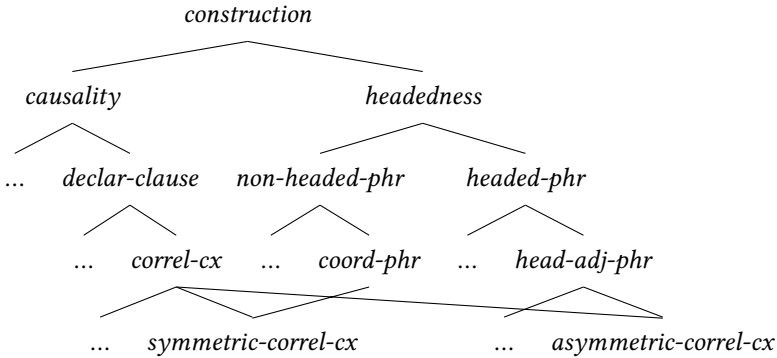 construction
causality headedness
... declar-clause non-headed-phr headed-phr
... correl-cx ... coord-phr ... head-adj-phr
... symmetric-correl-cx ... asymmetric-correl-cx